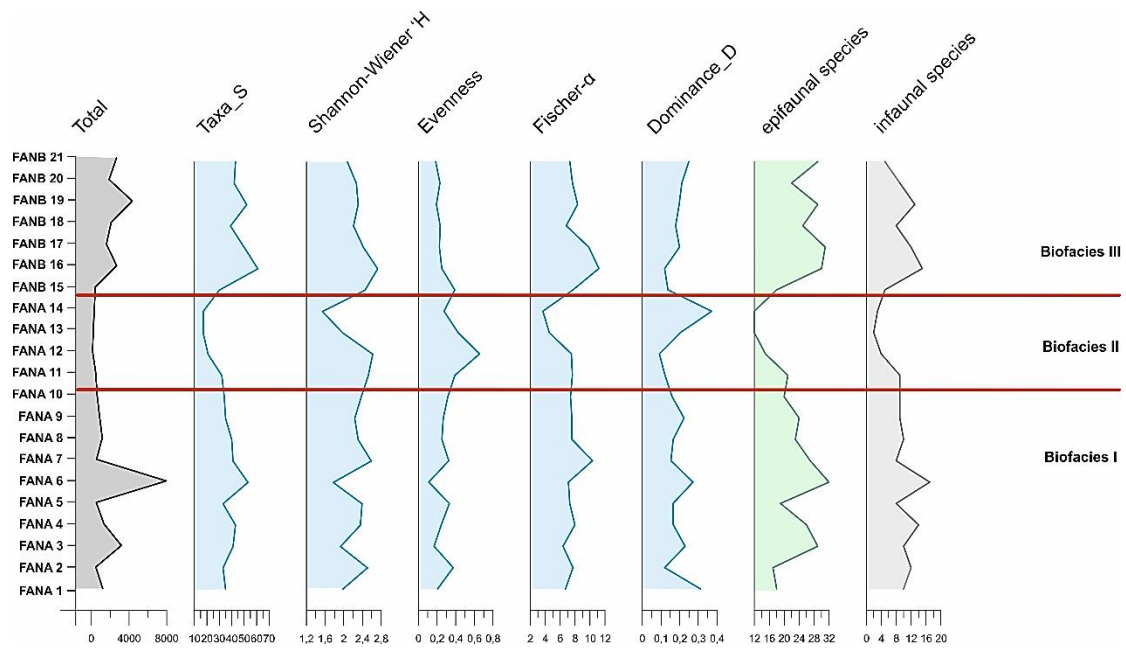 Total
Taxa_S
Shannon-Wiener ‘H
Evenness
Fischer-α
Dominance_D
epifaunal species
infaunal species
FANB 21
FANB 20
FANB 19
FANB 18
FANB 17
FANB 16
FANB 15
FANA 14
FANA 13
FANA 12
FANA 11
FANA 10
FANA 9
FANA 8
FANA 7
FANA 6
FANA 5
FANA 4
FANA 3
FANA 2
FANA 1
Biofacies III
Biofacies II
Biofacies I
0 4000 8000
10203040506070
1,2 1,6 2 2,4 2,8
0 0,2 0,4 0,6 0,8
2 4 6 8 10 12
0 0,1 0,2 0,3 0,4
12 16 20 24 28 32
0 4 8 12 16 20